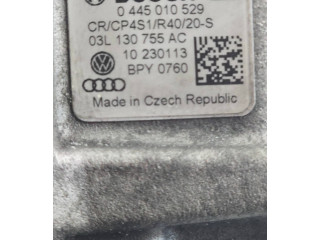 BOSCH
0 445 010 529
CR/CP4S1/R40/20-S
03L 130 755 AC
10 230113
BPY 0760
Made in Czech Republic